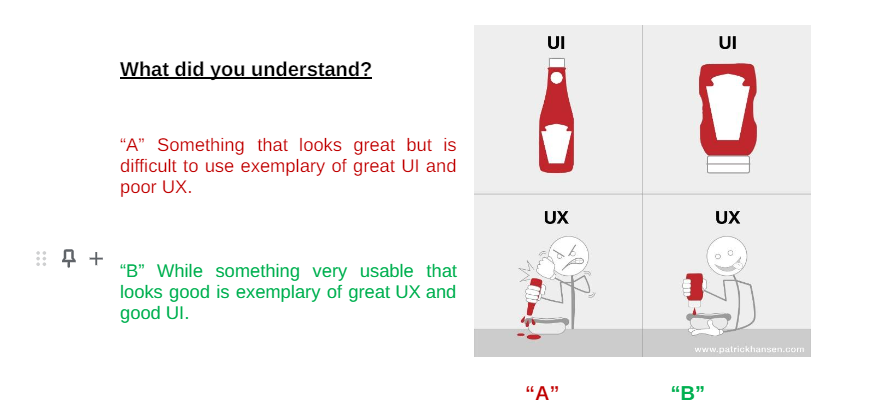 What did you understand?
“A” Something that looks great but is
difficult to use exemplary of great UI and
poor UX.
“B” While something very usable that
looks good is exemplary of great UX and
good UI.
UI
UI
UX
UX
www.patrickhansen.com
“A”
“B”